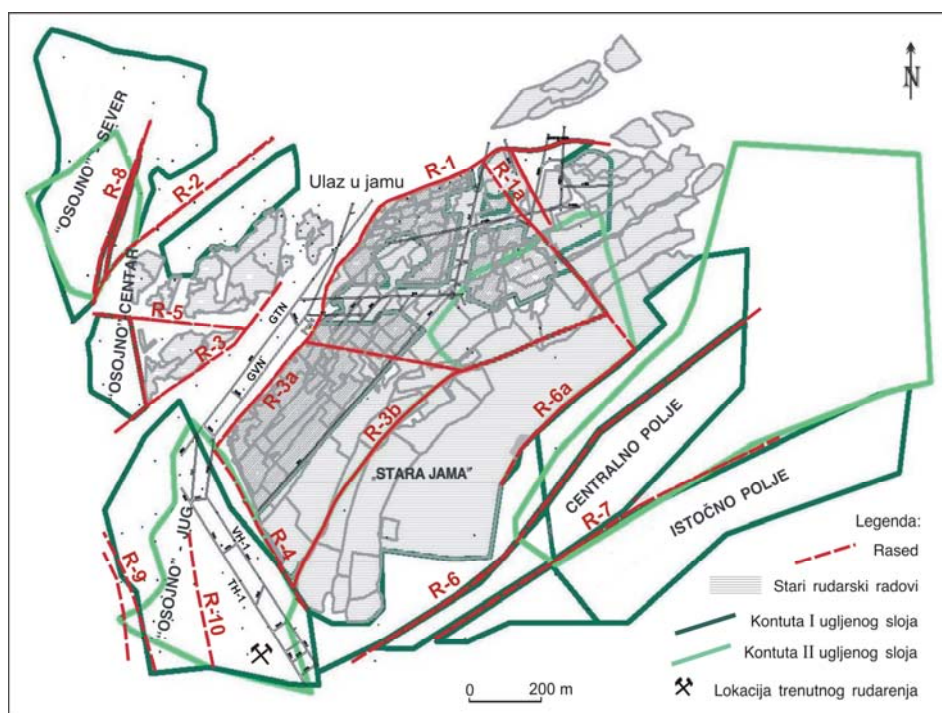 N
"OSOJNO" - SEVER
R-8
R-2
R-1
R-1a
Ulaz u jamu
"OSOJNO" CENTAR
R-5
R-3
GTN
GVN
R-3a
R-3b
R-6a
„STARA JAMA"
CENTRALNO POLJE
R-7
ISTOČNO POLJE
"OSOJNO" - JUG
R-9
R-10
VH-1
TH-1
R-4
R-6
Legenda:
Rased
Stari rudarski radovi
Kontuta I ugljenog sloja
Kontuta II ugljenog sloja
Lokacija trenutnog rudarenja
0 200 m